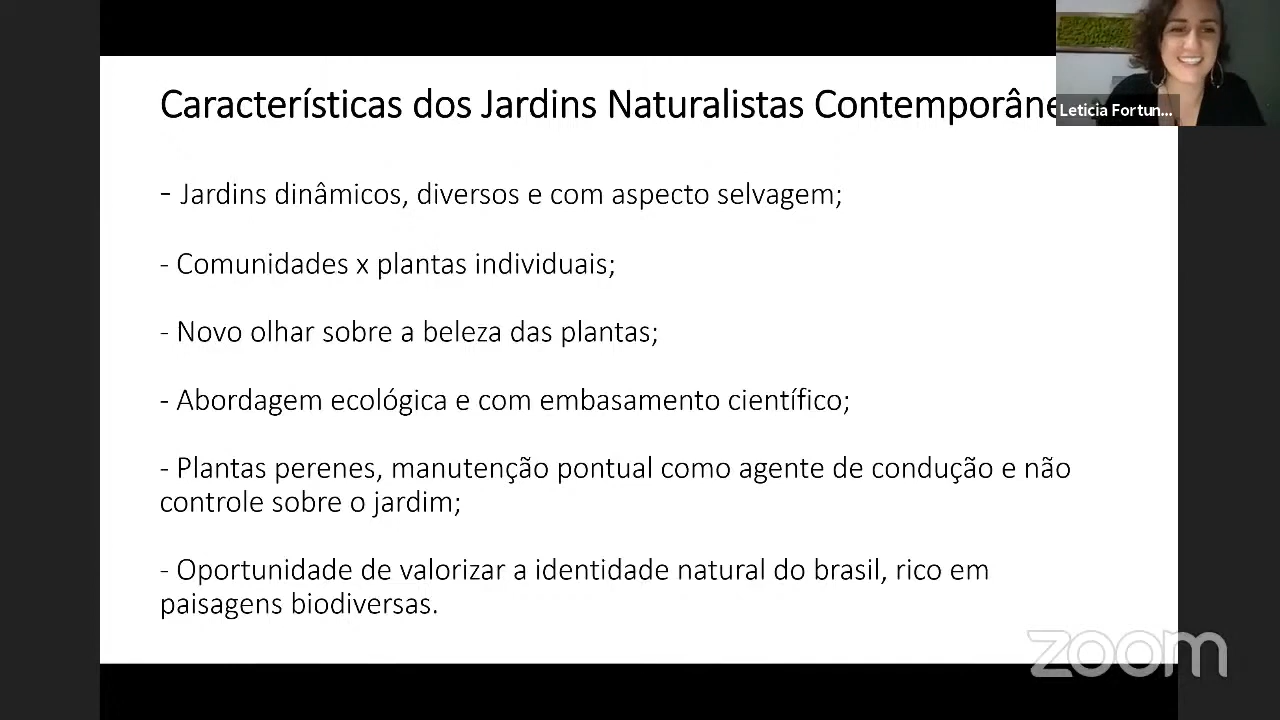 Características dos Jardins Naturalistas Contemporâne
Leticia Fortun...
- Jardins dinâmicos, diversos e com aspecto selvagem;
- Comunidades x plantas individuais;
- Novo olhar sobre a beleza das plantas;
- Abordagem ecológica e com embasamento científico;
- Plantas perenes, manutenção pontual como agente de condução e não
controle sobre o jardim;
- Oportunidade de valorizar a identidade natural do brasil, rico em
paisagens biodiversas.
zoom